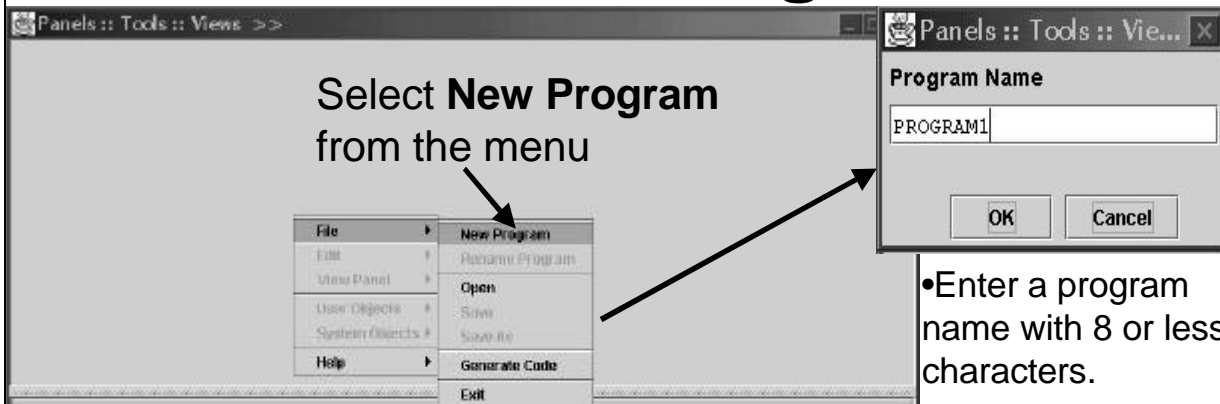 Panels :: Tools :: Views >>
Select New Program
from the menu
File
Edit
View Panel
User Objects
System Objects
Help
New Program
Rename Program
Open
Save
Save As
Generate Code
Exit
Panels :: Tools :: Vie...
Program Name
PROGRAM1
OK
Cancel
•Enter a program
name with 8 or less
characters.